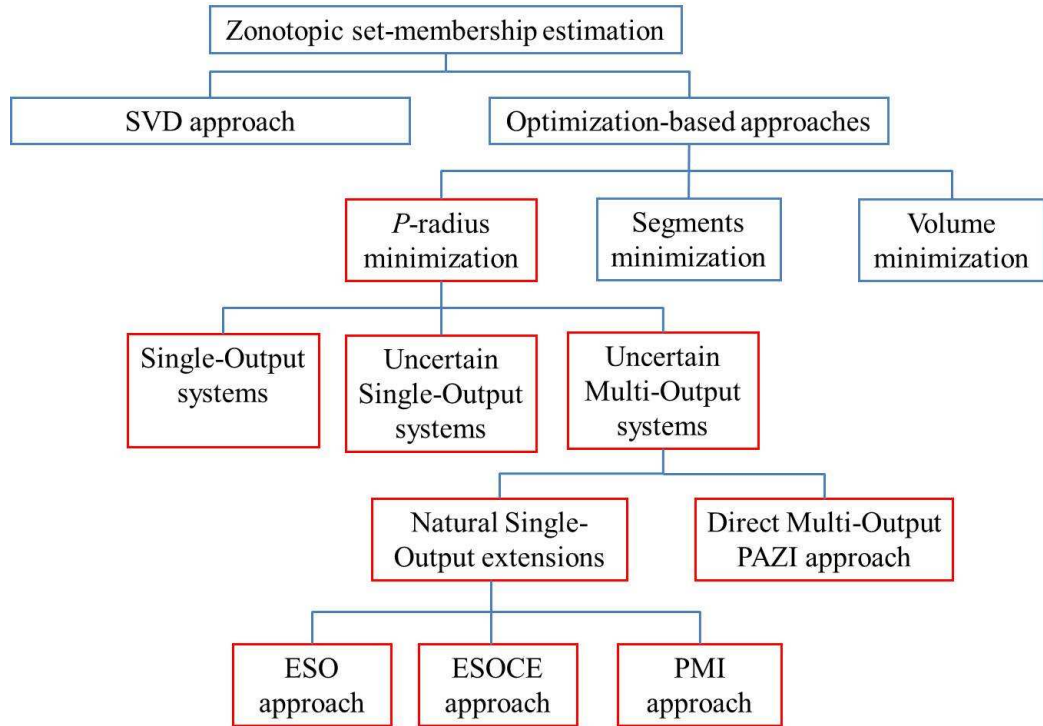 Zonotopic set-membership estimation
SVD approach
Optimization-based approaches
P-radius
minimization
Segments
minimization
Volume
minimization
Single-Output
systems
Uncertain
Single-Output
systems
Uncertain
Multi-Output
systems
Natural Single-
Output extensions
Direct Multi-Output
PAZI approach
ESO
approach
ESOCE
approach
PMI
approach